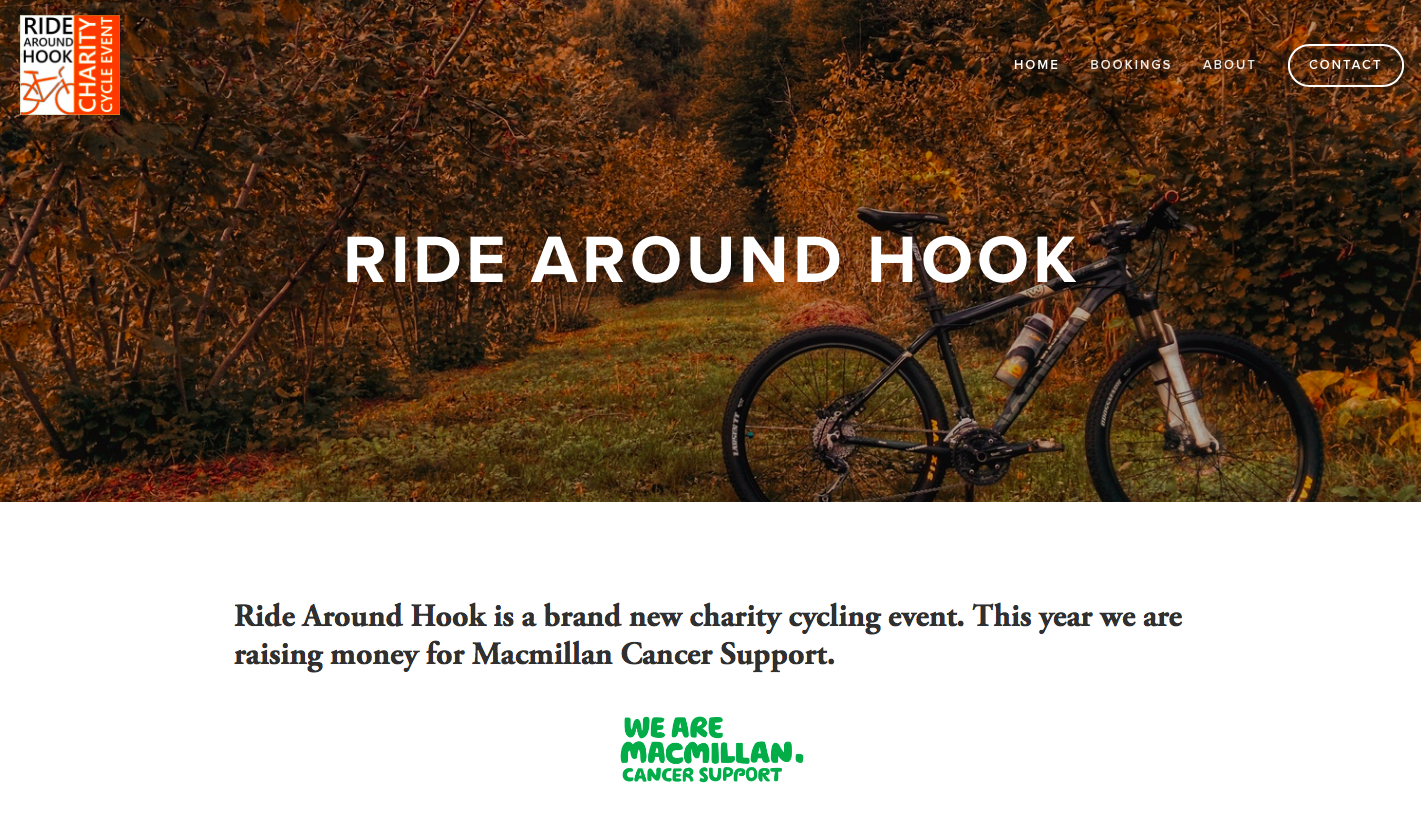 RIDE
AROUND
HOOK
CHARITY
CYCLE EVENT
HOME
BOOKINGS
ABOUT
CONTACT
RIDE AROUND HOOK
Ride Around Hook is a brand new charity cycling event. This year we are
raising money for Macmillan Cancer Support.
WE ARE
MACMILLAN.
CANCER SUPPORT